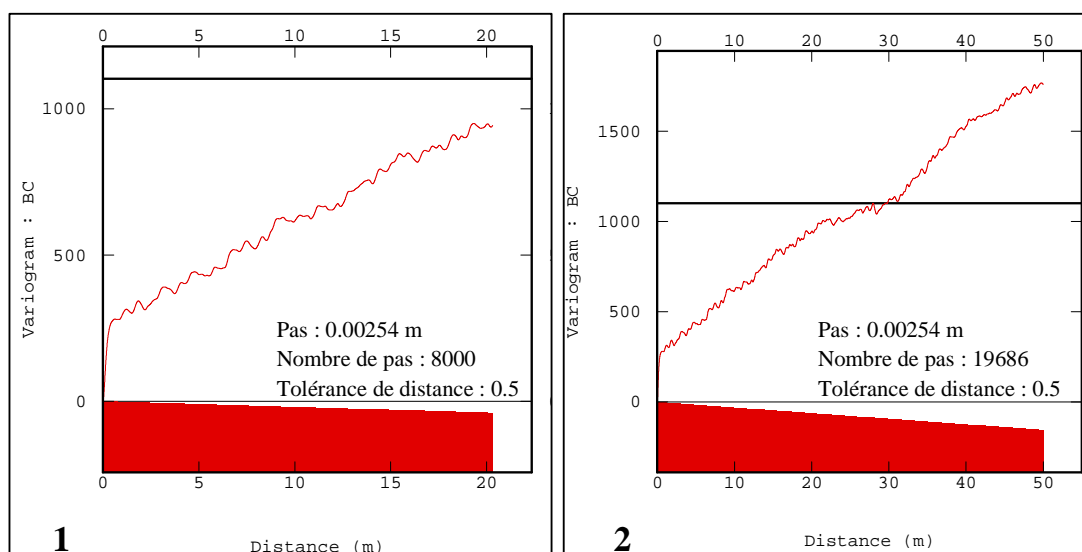 0 5 10 15 20
1000
500
0
Variogram : BC
Pas : 0.00254 m
Nombre de pas : 8000
Tolérance de distance : 0.5
0 5 10 15 20
1
Distance (m)
0 10 20 30 40 50
1500
1000
500
0
Variogram : BC
Pas : 0.00254 m
Nombre de pas : 19686
Tolérance de distance : 0.5
0 10 20 30 40 50
2
Distance (m)